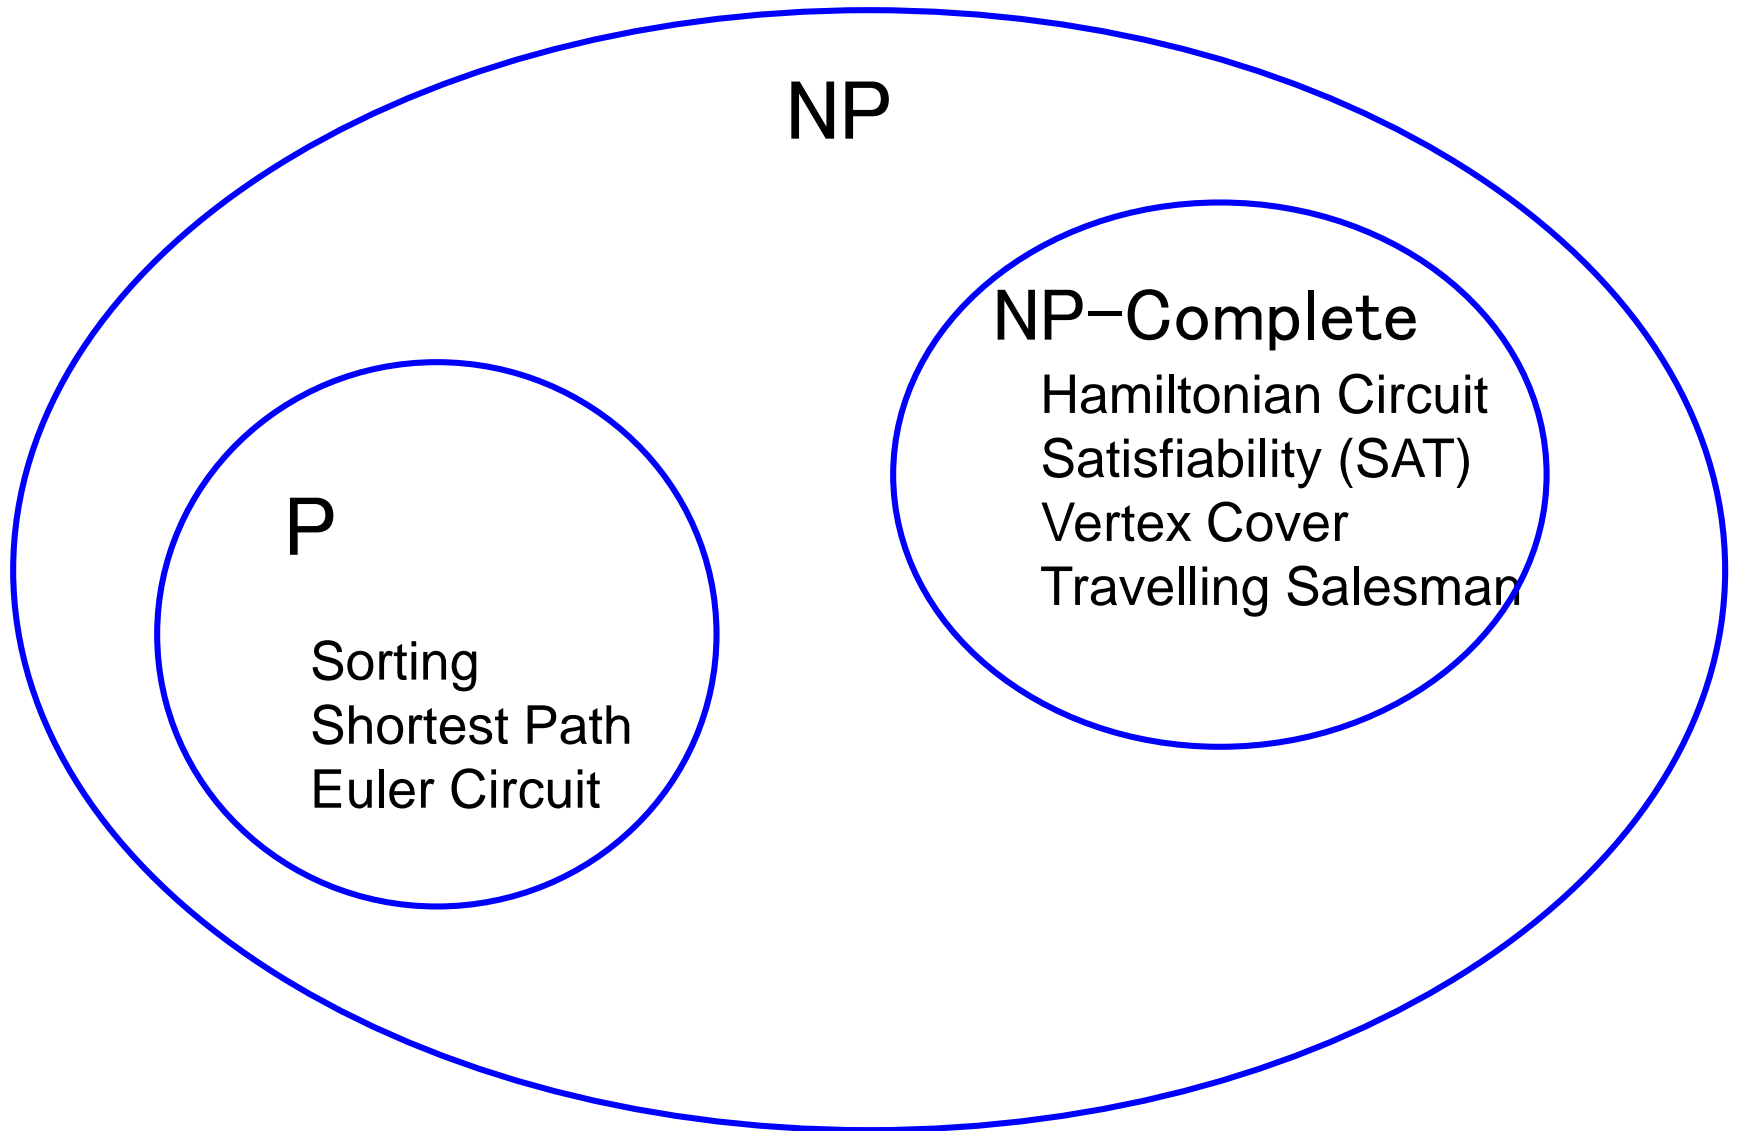 NP
NP-Complete
Hamiltonian Circuit
Satisfiability (SAT)
Vertex Cover
Travelling Salesman
P
Sorting
Shortest Path
Euler Circuit